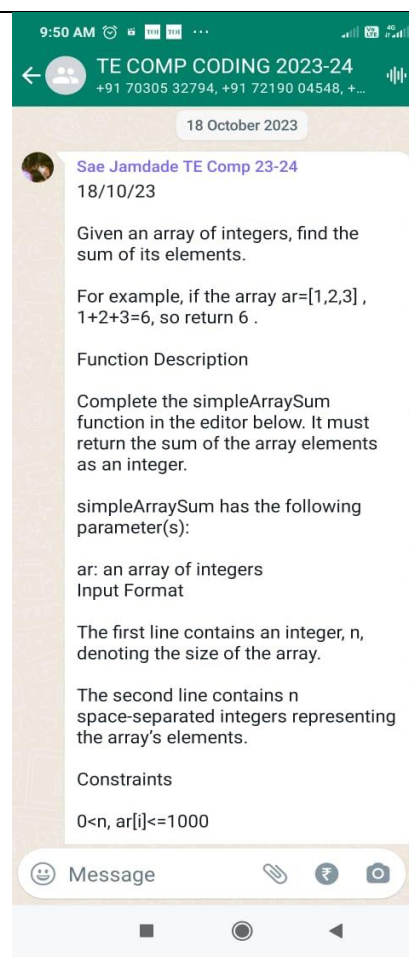 9:50 AM
TOI TOI ...
Vo
4G
TE COMP CODING 2023-24
+91 70305 32794, +91 72190 04548, +...
18 October 2023
Sae Jamdade TE Comp 23-24
18/10/23
Given an array of integers, find the
sum of its elements.
For example, if the array ar=[1,2,3] ,
1+2+3=6, so return 6 .
Function Description
Complete the simpleArraySum
function in the editor below. It must
return the sum of the array elements
as an integer.
simpleArraySum has the following
parameter(s):
ar: an array of integers
Input Format
The first line contains an integer, n,
denoting the size of the array.
The second line contains n
space-separated integers representing
the array's elements.
Constraints
0<n, ar[i]<=1000
Message
₹